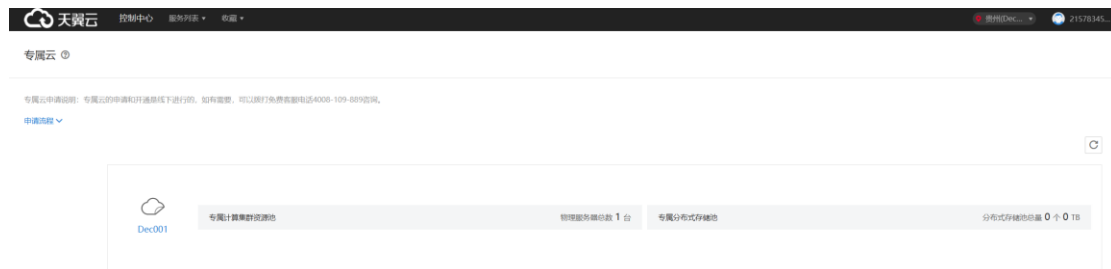 天翼云 控制中心 服务列表 收藏 贵州(Dec... 21578345...
专属云
专属云申请说明：专属云的申请和开通是线下进行的，如有需要，可以拨打免费客服电话4008-109-889咨询。
申请流程
Dec001
专属计算集群资源池 物理服务器总数 1 台 专属分布式存储池 分布式存储池总量 0 个 0 TB